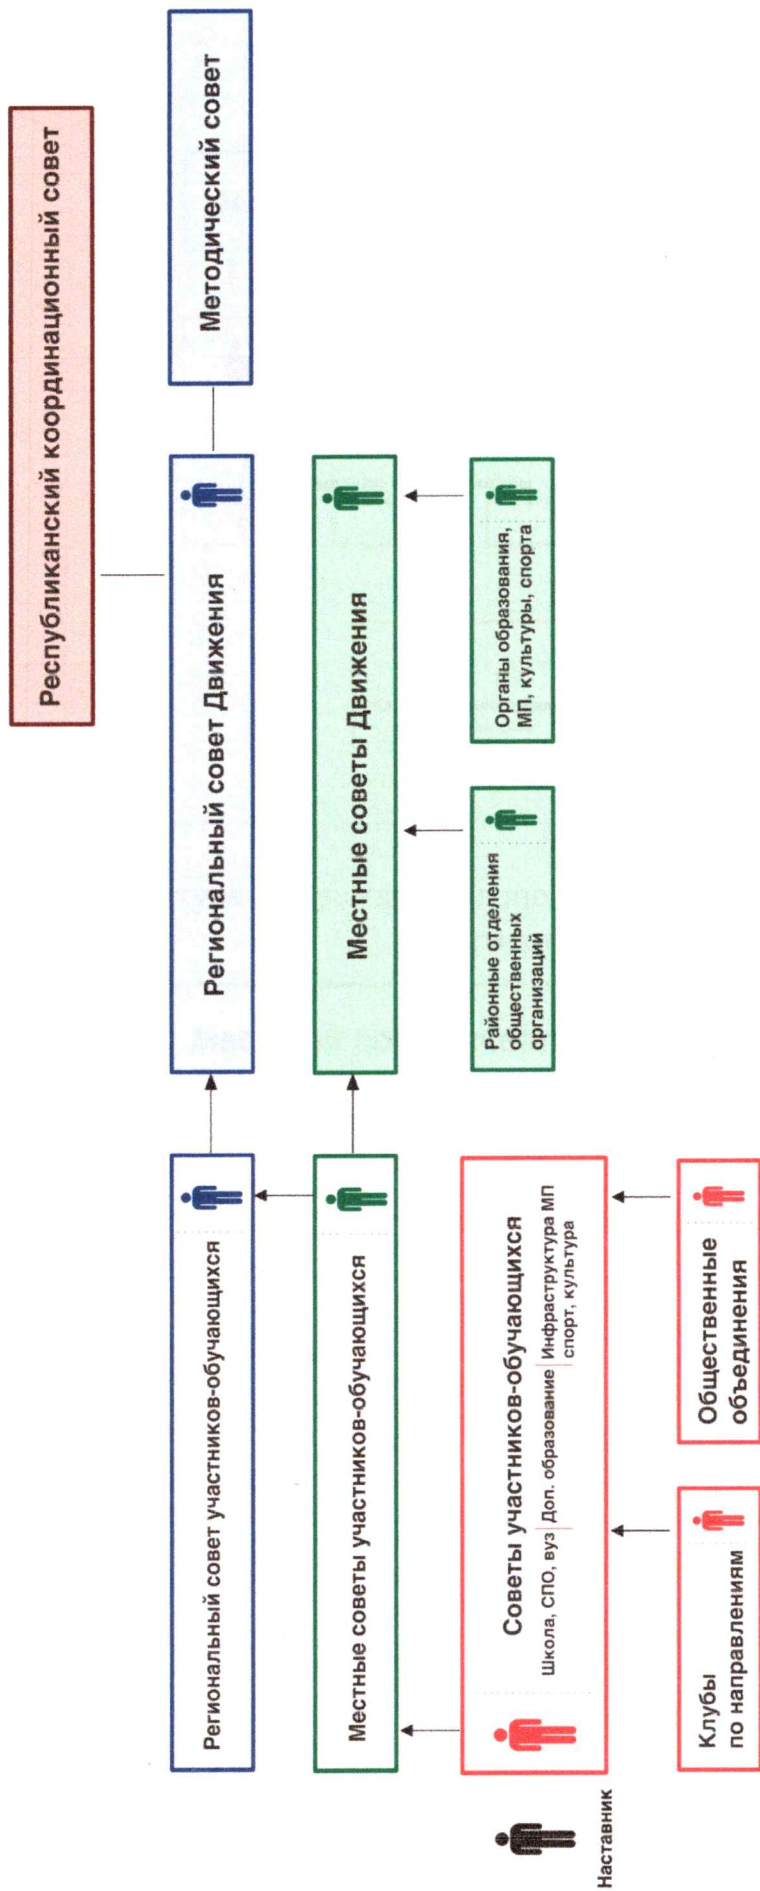 Республиканский координационный совет
Региональный совет участников-обучающихся
Региональный совет Движения
Методический совет
Местные советы участников-обучающихся
Местные советы Движения
Советы участников-обучающихся
Школа, СПО, вуз
Доп. образование
Инфраструктура МП
спорт, культура
Районные отделения
общественных
организаций
Органы образования,
МП, культуры, спорта
Клубы
по направлениям
Общественные
объединения
Наставник